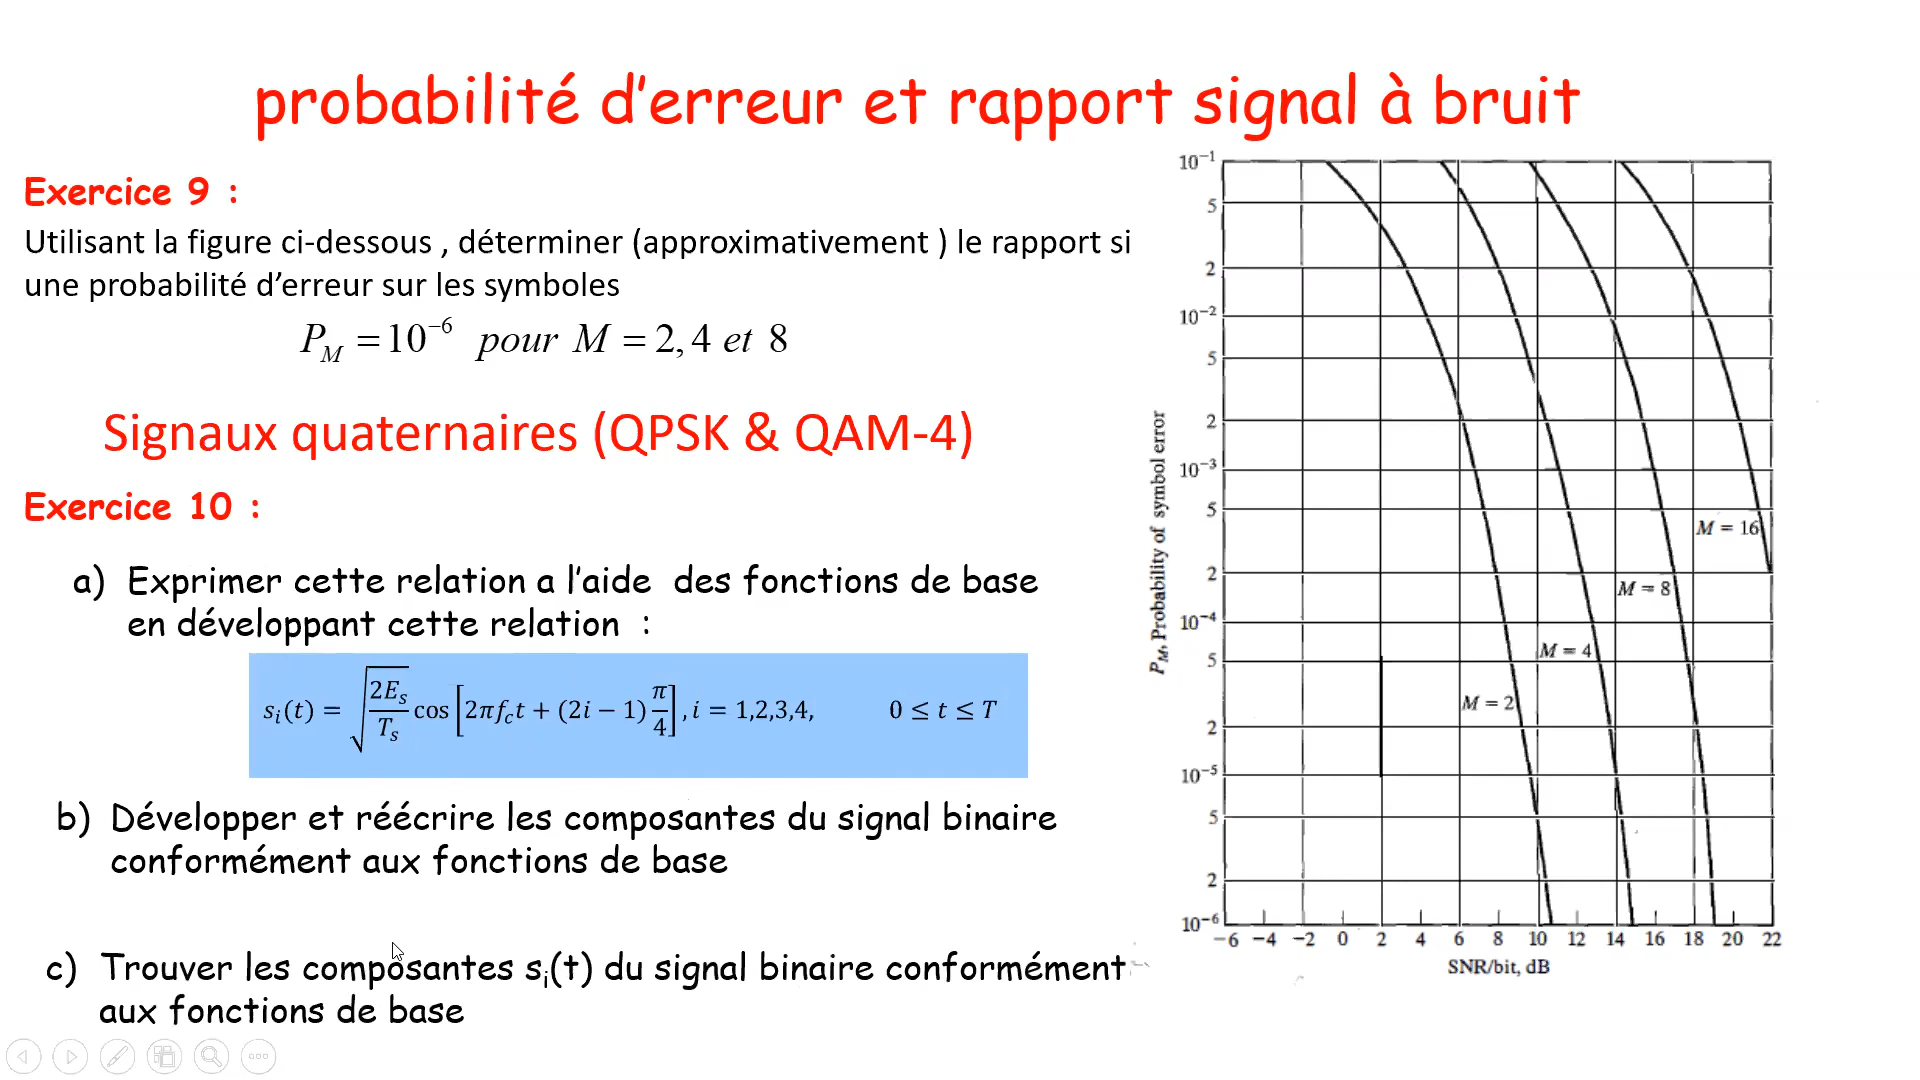 probabilité d’erreur et rapport signal à bruit
Exercice 9 :
Utilisant la figure ci-dessous , déterminer (approximativement ) le rapport si
une probabilité d’erreur sur les symboles
P_M = 10^{-6} pour M = 2, 4 et 8
Signaux quaternaires (QPSK & QAM-4)
Exercice 10 :
a) Exprimer cette relation a l’aide des fonctions de base
en développant cette relation :
s_i(t) = \sqrt{\frac{2E_s}{T_s}} cos [2πf_c t + (2i − 1) \frac{π}{4}] , i = 1,2,3,4, 0 ≤ t ≤ T
b) Développer et réécrire les composantes du signal binaire
conformément aux fonctions de base
c) Trouver les composantes s_i(t) du signal binaire conformément
aux fonctions de base
P_M, Probability of symbol error
10^{-1}
5
2
10^{-2}
5
2
10^{-3}
5
2
10^{-4}
5
2
10^{-5}
5
2
10^{-6}
M = 16
M = 8
M = 4
M = 2
−6 −4 −2 0 2 4 6 8 10 12 14 16 18 20 22
SNR/bit, dB